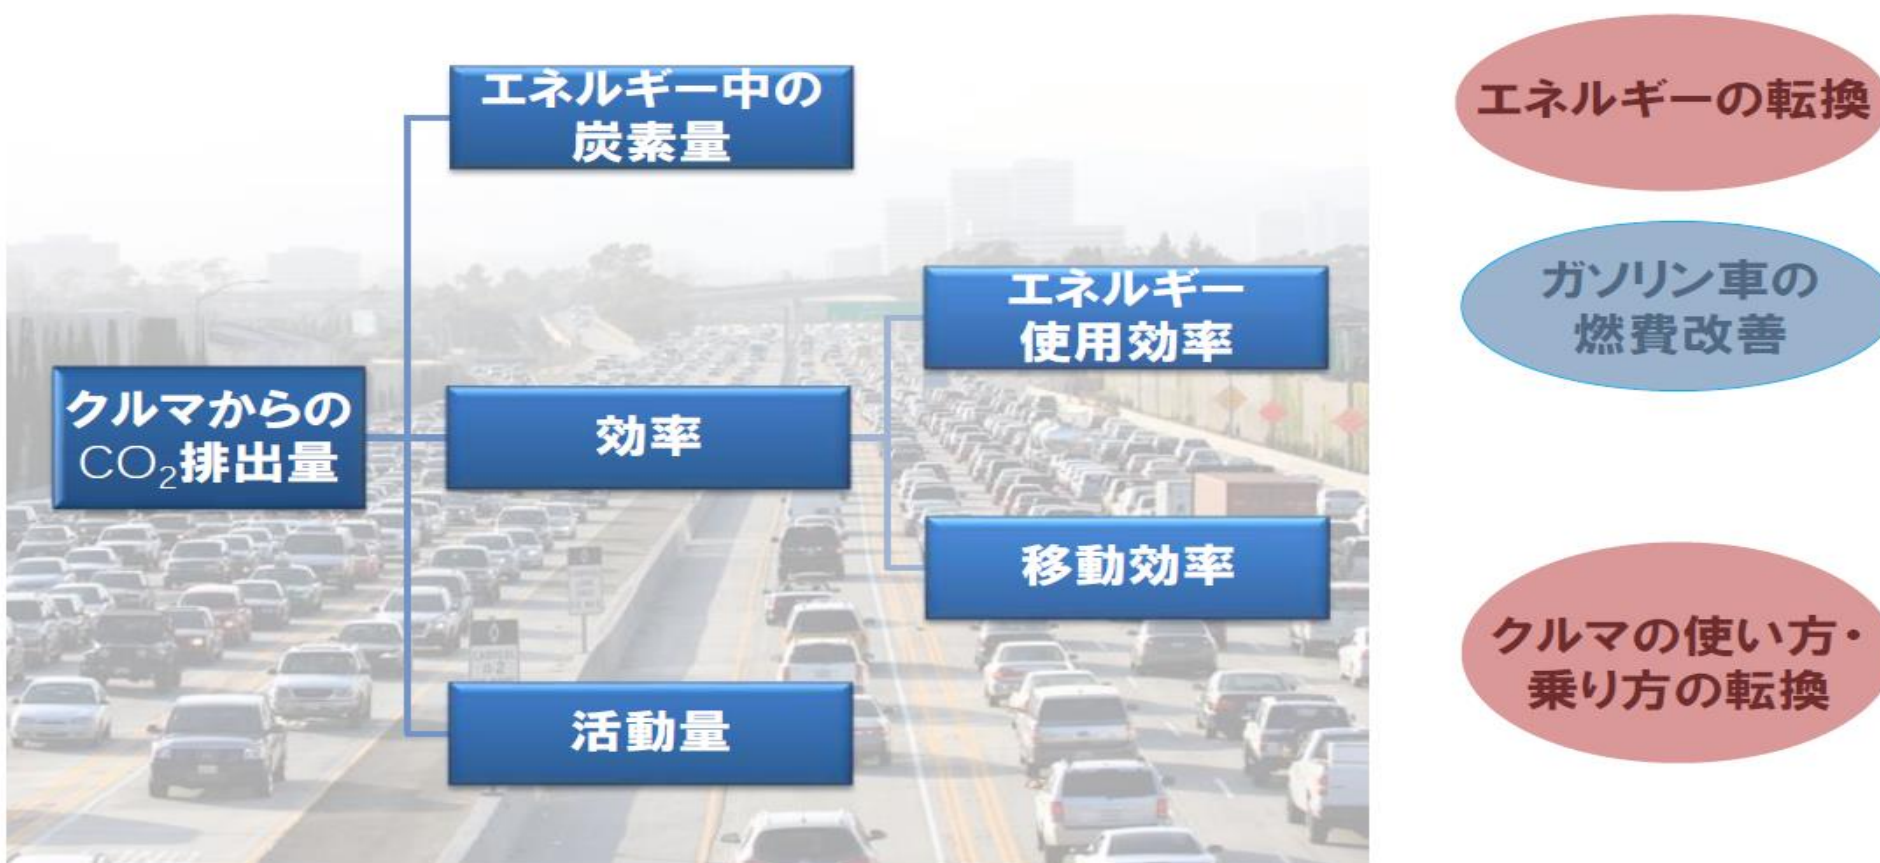 エネルギー中の
炭素量
エネルギーの転換
エネルギー
使用効率
ガソリン車の
燃費改善
クルマからの
CO₂排出量
効率
移動効率
活動量
クルマの使い方・
乗り方の転換